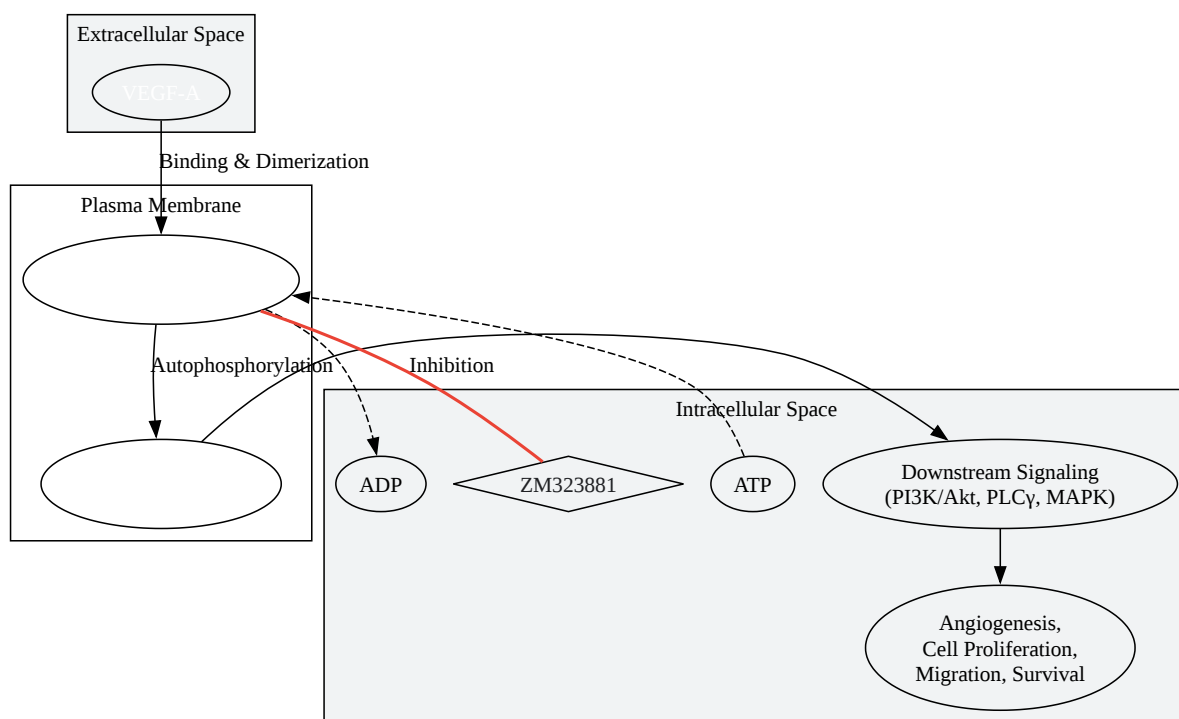 Extracellular Space
VEGF-A
Binding & Dimerization
Plasma Membrane
Autophosphorylation
Inhibition
Intracellular Space
ADP
ZM323881
ATP
Downstream Signaling
(PI3K/Akt, PLCγ, MAPK)
Angiogenesis,
Cell Proliferation,
Migration, Survival